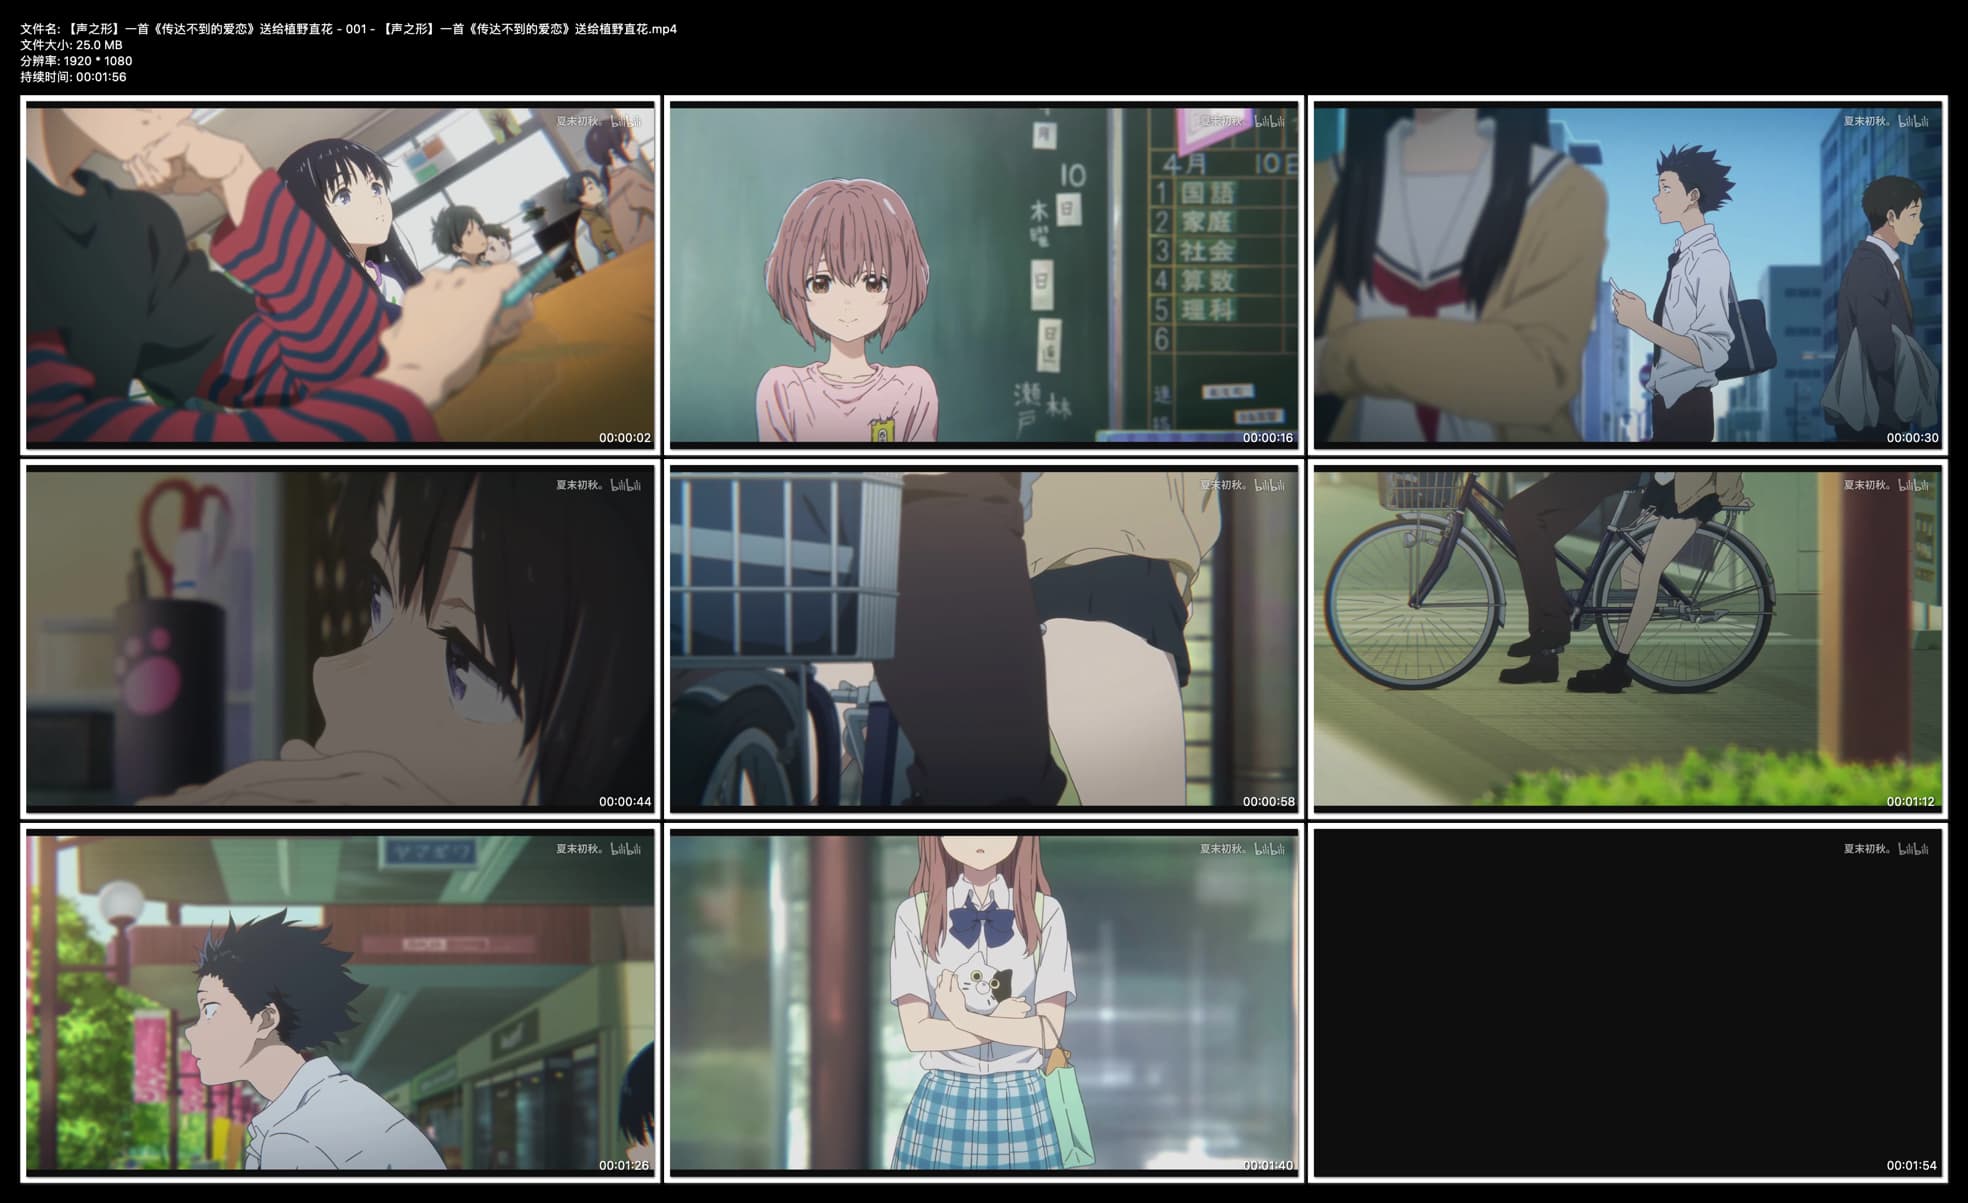 文件名: 【声之形】一首《传达不到的爱恋》送给植野直花 - 001 - 【声之形】一首《传达不到的爱恋》送给植野直花.mp4
文件大小: 25.0 MB
分辨率: 1920 * 1080
持续时间: 00:01:56
夏末初秋。 bilibili
00:00:02
夏末初秋。 bilibili
月
10
日
木
曜
日
日
直
瀬
戸
林
4月 10日
1 国語
2 家庭
3 社会
4 算数
5 理科
6
00:00:16
夏末初秋。 bilibili
00:00:30
夏末初秋。 bilibili
00:00:44
夏末初秋。 bilibili
00:00:58
夏末初秋。 bilibili
00:01:12
ヤマギワ
夏末初秋。 bilibili
00:01:26
夏末初秋。 bilibili
00:01:40
夏末初秋。 bilibili
00:01:54